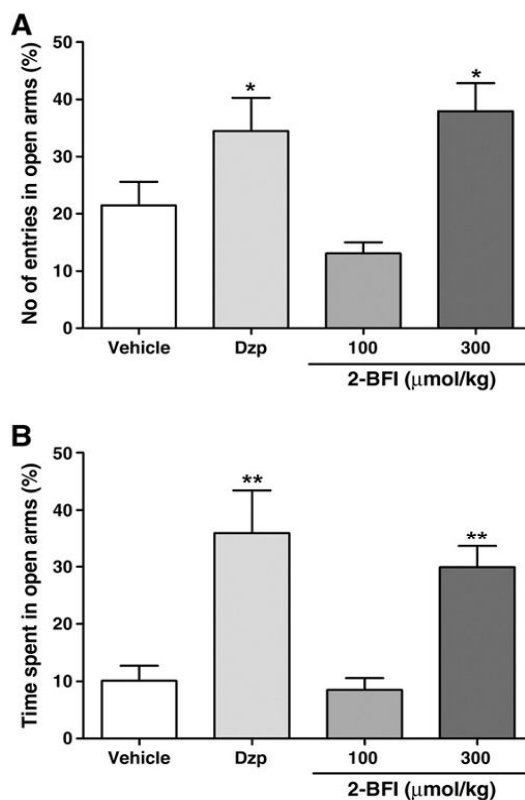 A
No of entries in open arms (%)
50
40
30
20
10
0
*
*
Vehicle Dzp 100 300
2-BFI (μmol/kg)
B
Time spent in open arms (%)
50
40
30
20
10
0
**
**
Vehicle Dzp 100 300
2-BFI (μmol/kg)